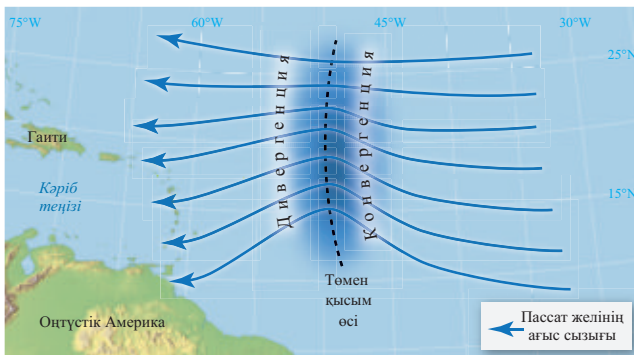 75°W
60°W
45°W
30°W
25°N
Дивергенция
Конвергенция
Гаити
Кәріб
теңізі
15°N
Төмен
қысым
өсі
Оңтүстік Америка
Пассат желінің
ағыс сызығы